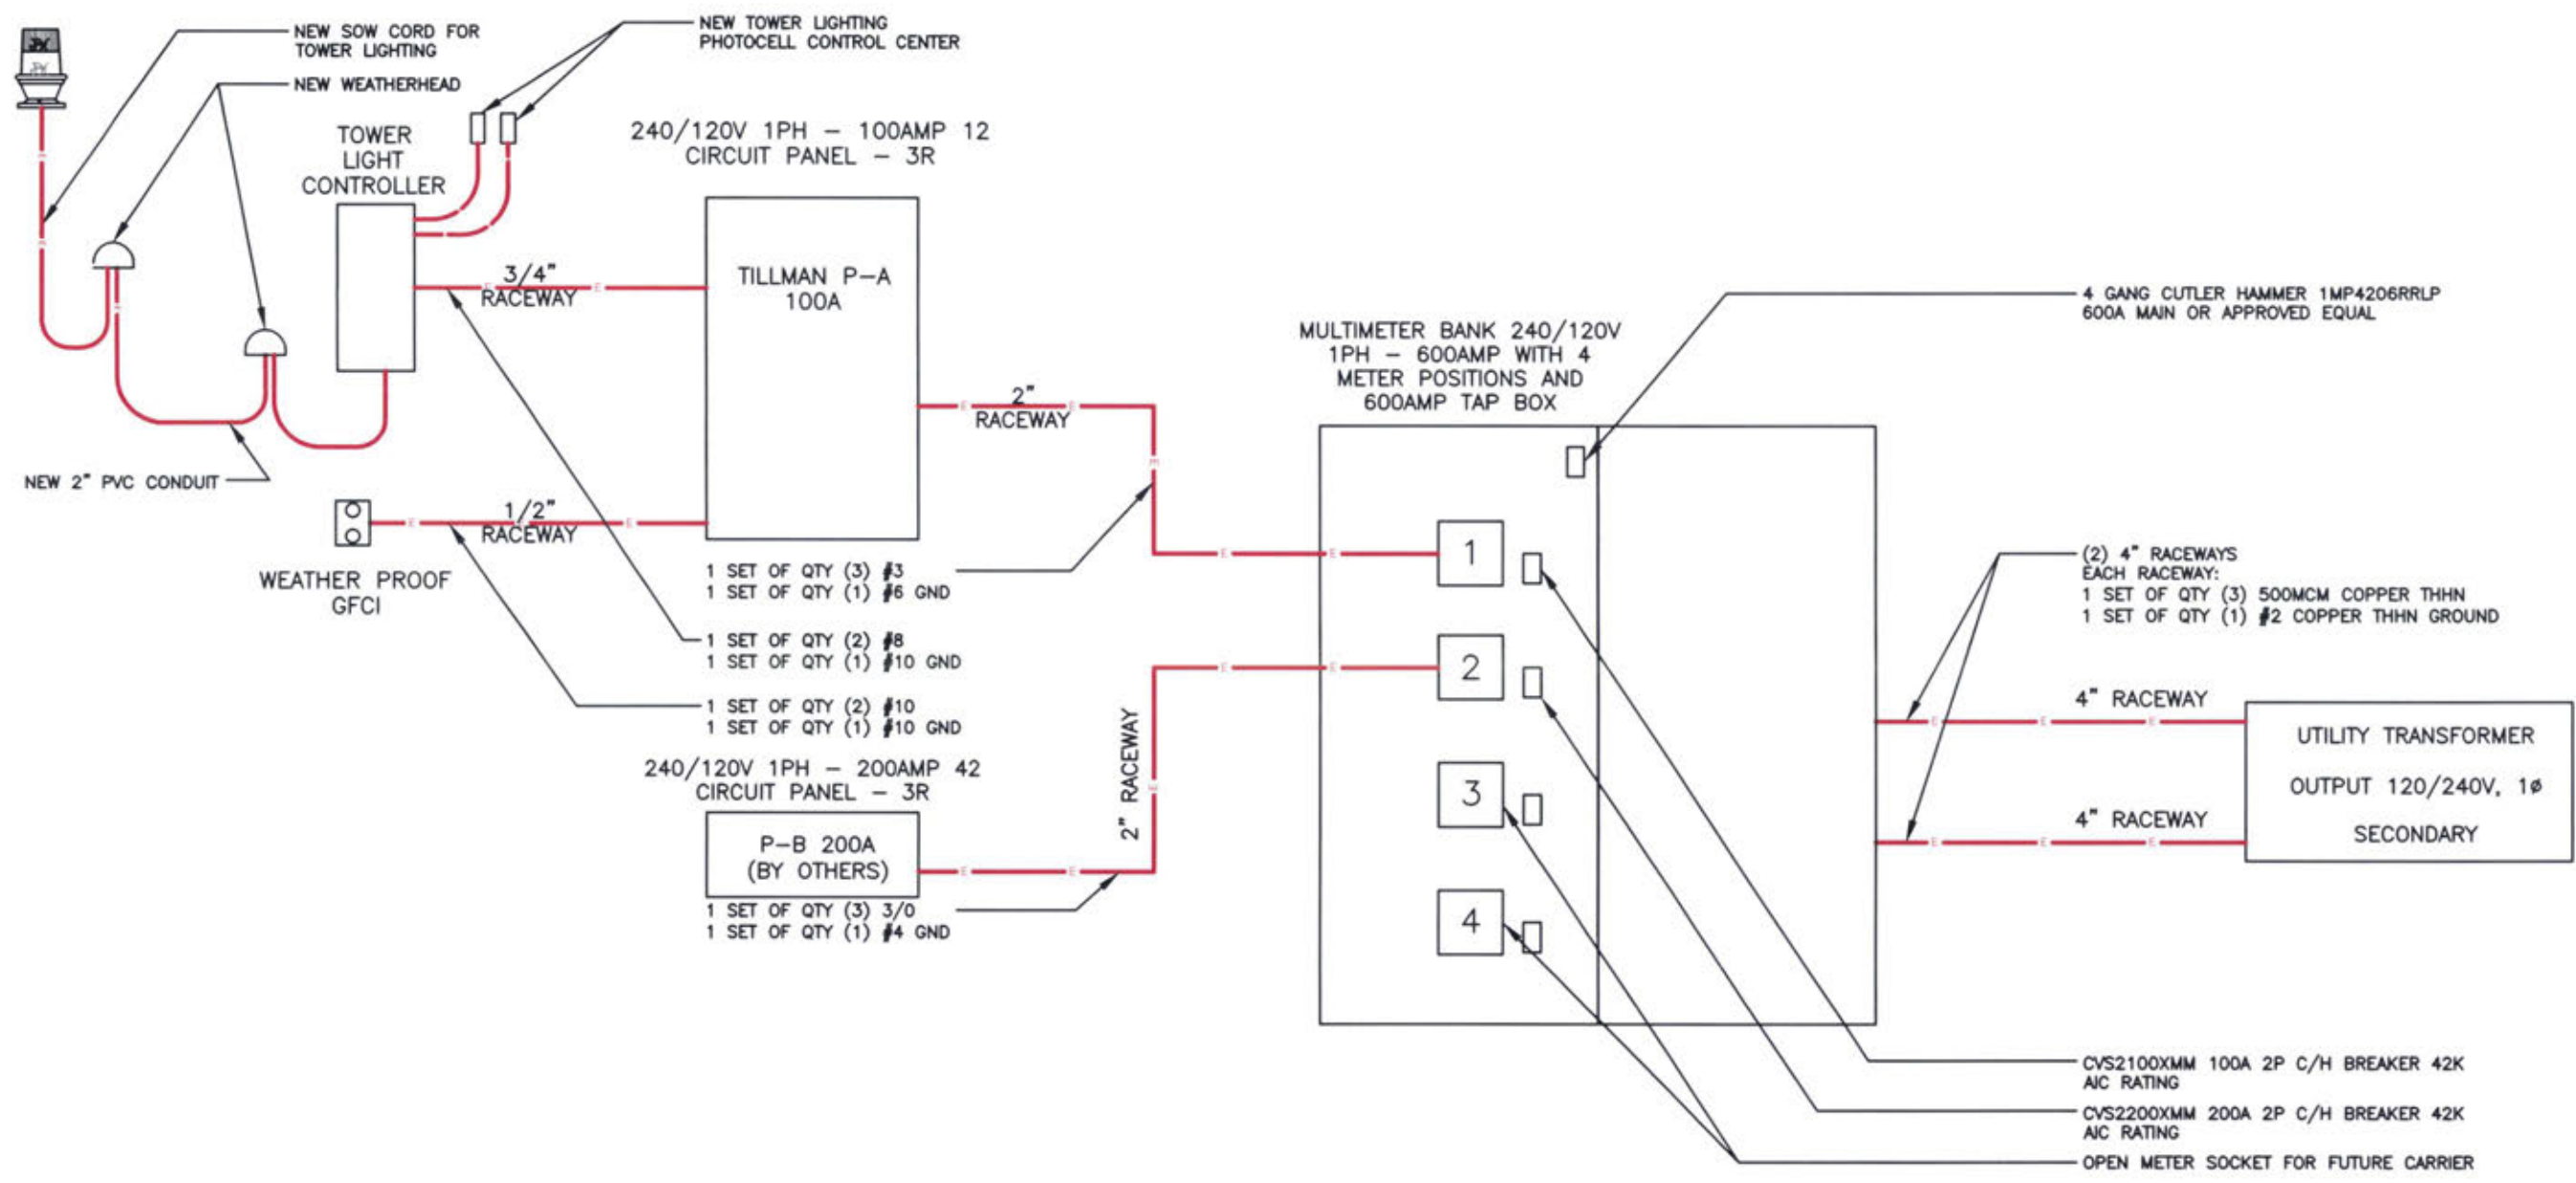 NEW SOW CORD FOR
TOWER LIGHTING
NEW WEATHERHEAD
NEW TOWER LIGHTING
PHOTOCELL CONTROL CENTER
TOWER
LIGHT
CONTROLLER
240/120V 1PH – 100AMP 12
CIRCUIT PANEL – 3R
TILLMAN P–A
100A
3/4"
RACEWAY
NEW 2" PVC CONDUIT
1/2"
RACEWAY
WEATHER PROOF
GFCI
2"
RACEWAY
1 SET OF QTY (3) #3
1 SET OF QTY (1) #6 GND
1 SET OF QTY (2) #8
1 SET OF QTY (1) #10 GND
1 SET OF QTY (2) #10
1 SET OF QTY (1) #10 GND
240/120V 1PH – 200AMP 42
CIRCUIT PANEL – 3R
P–B 200A
(BY OTHERS)
1 SET OF QTY (3) 3/0
1 SET OF QTY (1) #4 GND
2" RACEWAY
MULTIMETER BANK 240/120V
1PH – 600AMP WITH 4
METER POSITIONS AND
600AMP TAP BOX
1
2
3
4
4 GANG CUTLER HAMMER 1MP4206RRLP
600A MAIN OR APPROVED EQUAL
(2) 4" RACEWAYS
EACH RACEWAY:
1 SET OF QTY (3) 500MCM COPPER THHN
1 SET OF QTY (1) #2 COPPER THHN GROUND
4" RACEWAY
4" RACEWAY
UTILITY TRANSFORMER
OUTPUT 120/240V, 1ø
SECONDARY
CVS2100XMM 100A 2P C/H BREAKER 42K
AIC RATING
CVS2200XMM 200A 2P C/H BREAKER 42K
AIC RATING
OPEN METER SOCKET FOR FUTURE CARRIER